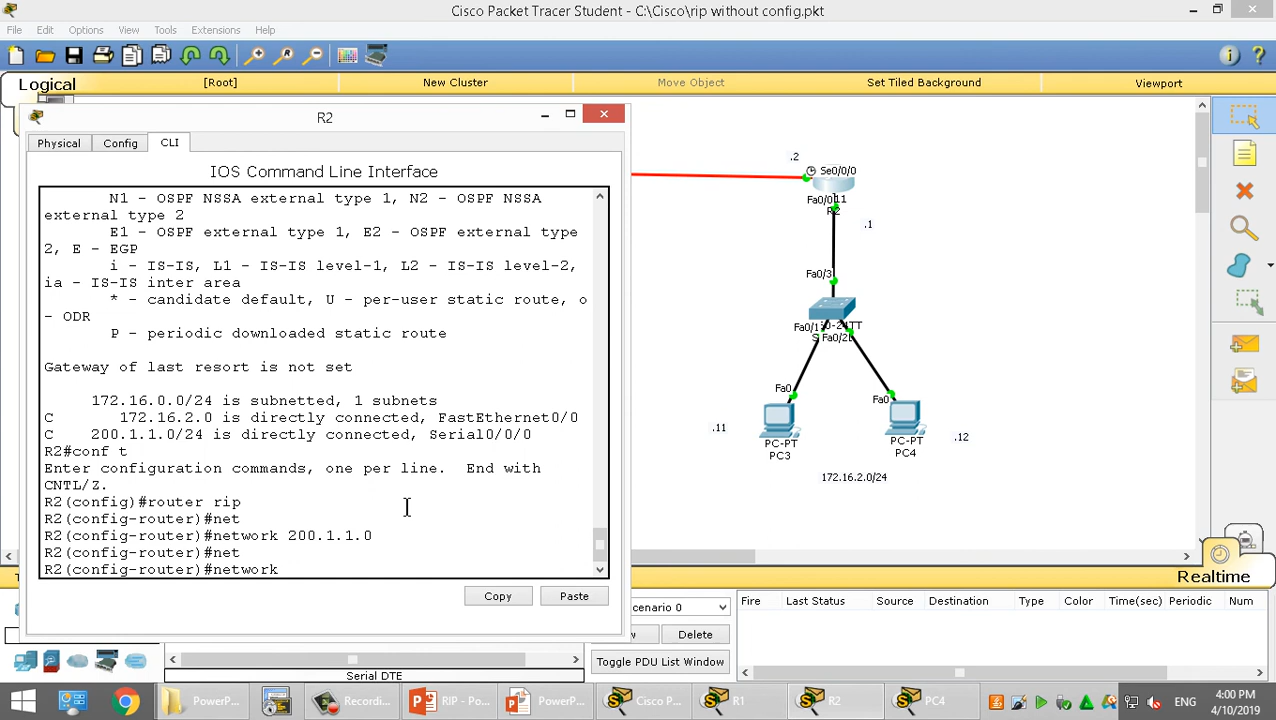 Cisco Packet Tracer Student - C:\Cisco\rip without config.pkt
File Edit Options View Tools Extensions Help
Logical [Root] New Cluster Move Object Set Tiled Background Viewport
R2
Physical Config CLI
IOS Command Line Interface
N1 - OSPF NSSA external type 1, N2 - OSPF NSSA
external type 2
E1 - OSPF external type 1, E2 - OSPF external type
2, E - EGP
i - IS-IS, L1 - IS-IS level-1, L2 - IS-IS level-2,
ia - IS-IS inter area
* - candidate default, U - per-user static route, o
- ODR
P - periodic downloaded static route
Gateway of last resort is not set
172.16.0.0/24 is subnetted, 1 subnets
C 172.16.2.0 is directly connected, FastEthernet0/0
C 200.1.1.0/24 is directly connected, Serial0/0/0
R2#conf t
Enter configuration commands, one per line. End with
CNTL/Z.
R2(config)#router rip
R2(config-router)#net
R2(config-router)#network 200.1.1.0
R2(config-router)#net
R2(config-router)#network
Copy Paste
.2
Se0/0/0
Fa0/0
R2
.1
Fa0/3
Fa0/1
Fa0/2
Fa0
Fa0
.11
PC-PT
PC3
PC-PT
PC4
.12
172.16.2.0/24
Realtime
cenario 0
Delete
Toggle PDU List Window
Fire Last Status Source Destination Type Color Time(sec) Periodic Num
Serial DTE
PowerP...
Recordi...
RIP - Po...
PowerP...
Cisco P...
R1
R2
PC4
ENG
4:00 PM
4/10/2019